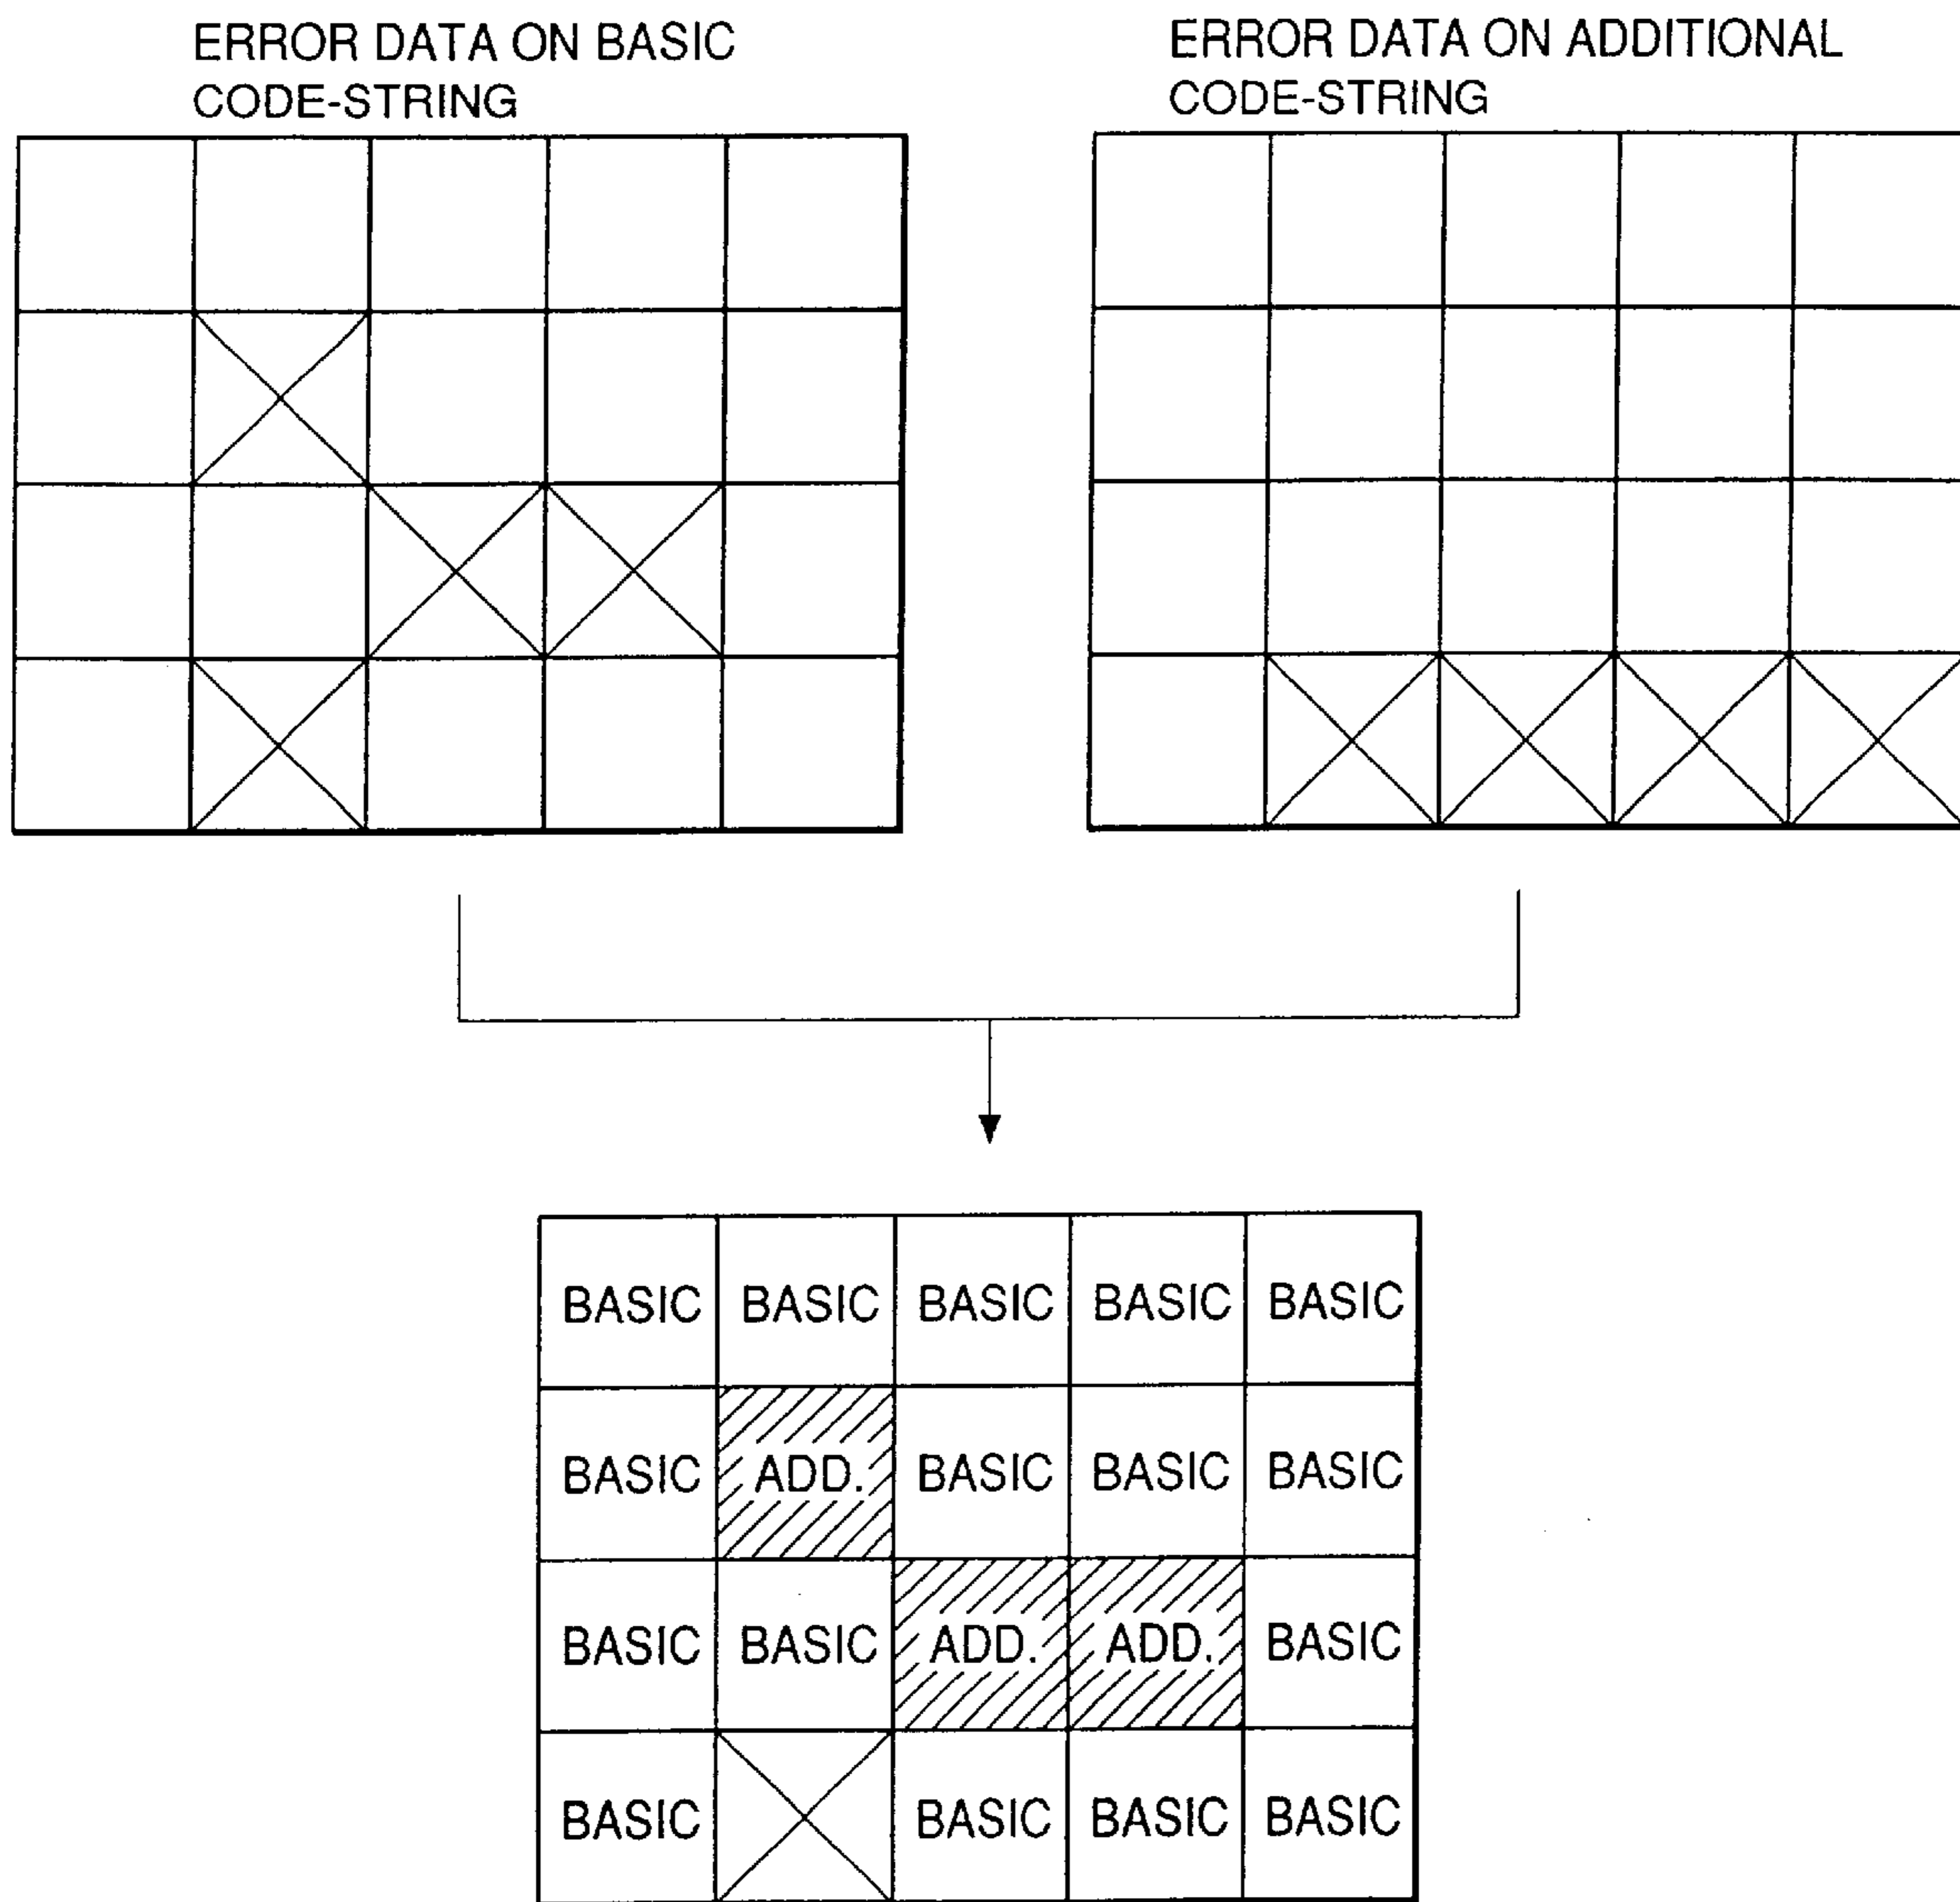 ERROR DATA ON BASIC
CODE-STRING
ERROR DATA ON ADDITIONAL
CODE-STRING
BASIC BASIC BASIC BASIC BASIC
BASIC ADD. BASIC BASIC BASIC
BASIC BASIC ADD. ADD. BASIC
BASIC BASIC BASIC BASIC